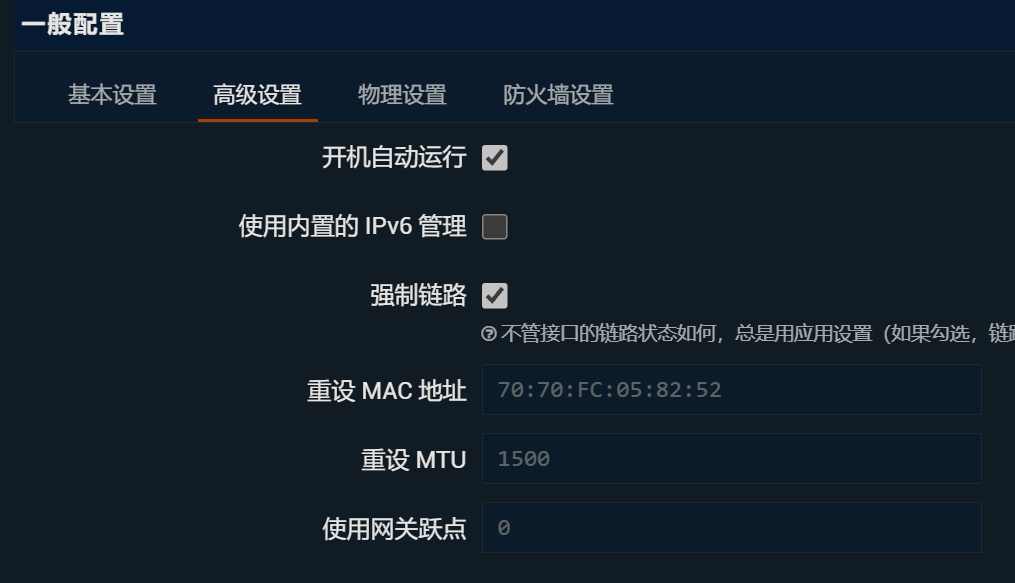 一般配置
基本设置 高级设置 物理设置 防火墙设置
开机自动运行
使用内置的 IPv6 管理
强制链路
不管接口的链路状态如何，总是用应用设置（如果勾选，链
重设 MAC 地址 70:70:FC:05:82:52
重设 MTU 1500
使用网关跃点 0